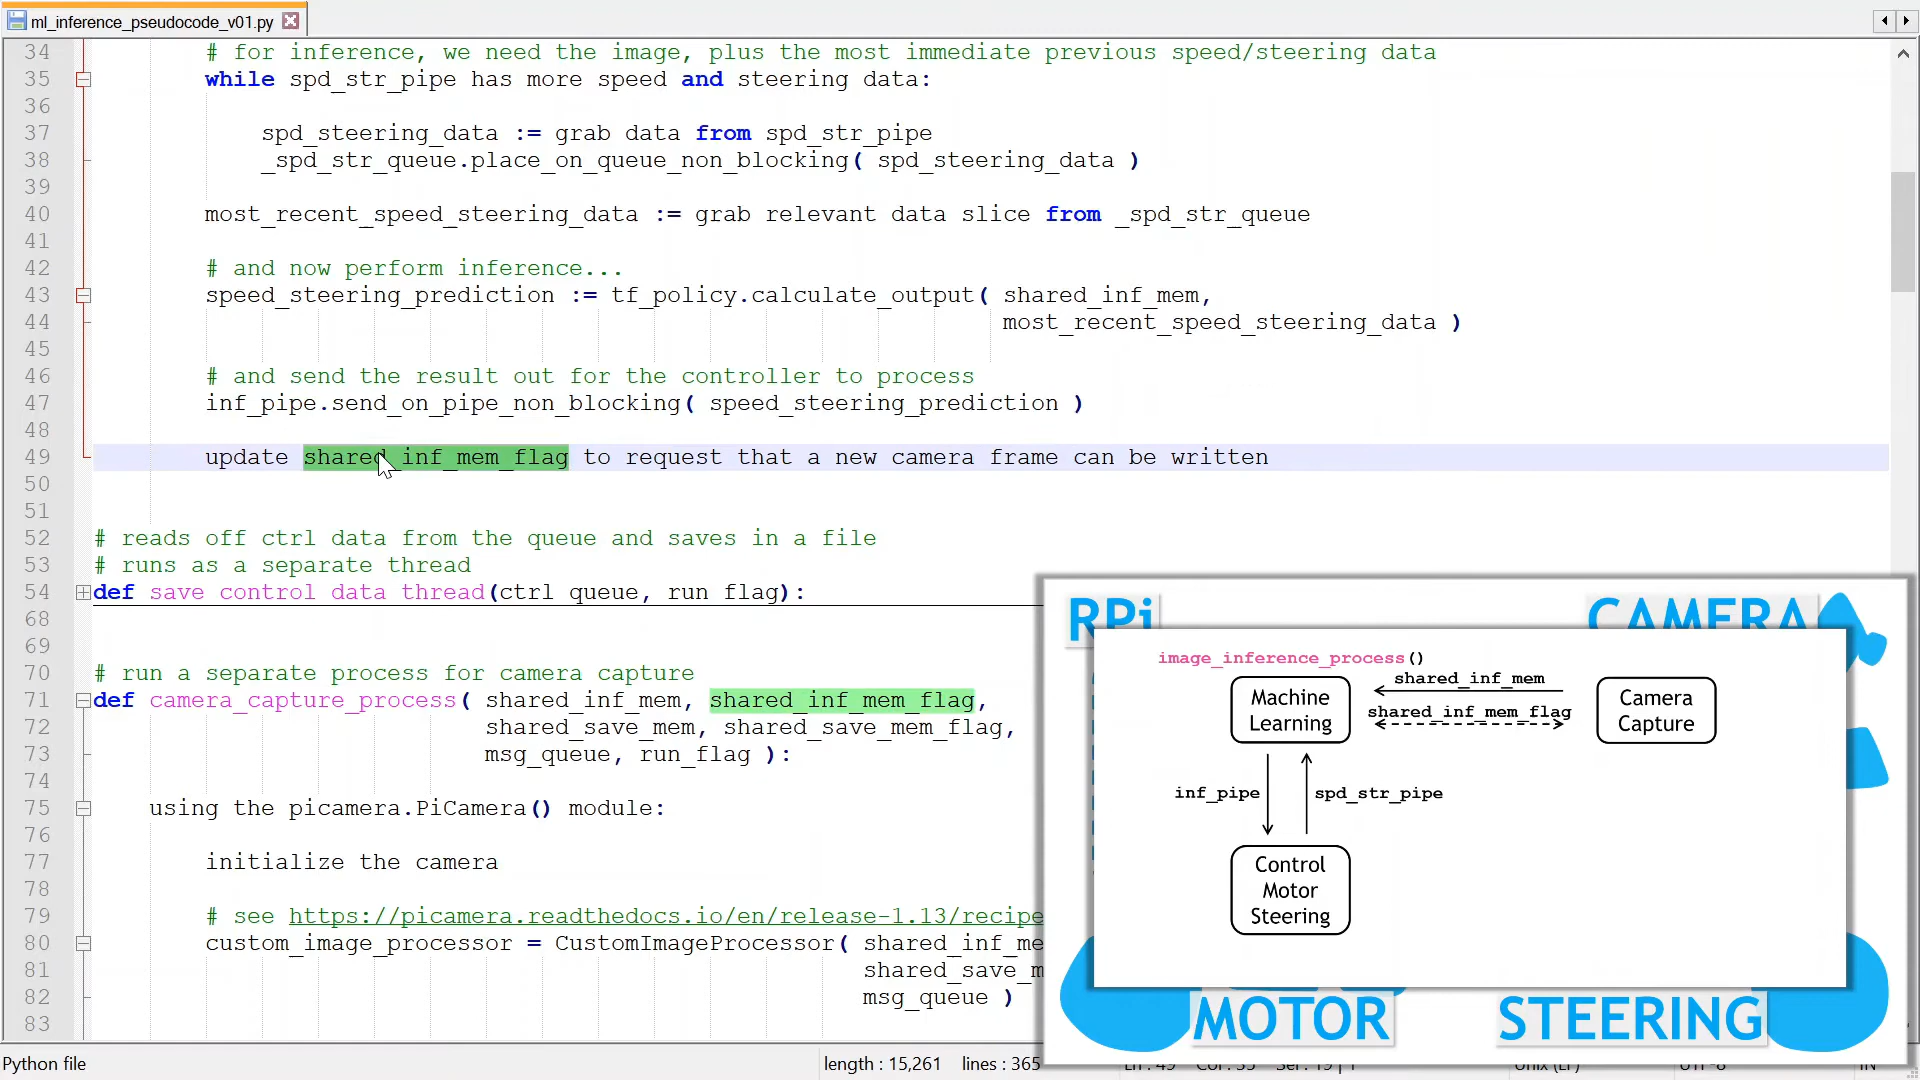 ml_inference_pseudocode_v01.py
34 # for inference, we need the image, plus the most immediate previous speed/steering data
35 while spd_str_pipe has more speed and steering data:
36
37 spd_steering_data := grab data from spd_str_pipe
38 _spd_str_queue.place_on_queue_non_blocking( spd_steering_data )
39
40 most_recent_speed_steering_data := grab relevant data slice from _spd_str_queue
41
42 # and now perform inference...
43 speed_steering_prediction := tf_policy.calculate_output( shared_inf_mem,
44 most_recent_speed_steering_data )
45
46 # and send the result out for the controller to process
47 inf_pipe.send_on_pipe_non_blocking( speed_steering_prediction )
48
49 update shared_inf_mem_flag to request that a new camera frame can be written
50
51
52 # reads off ctrl data from the queue and saves in a file
53 # runs as a separate thread
54 def save_control_data_thread(ctrl_queue, run_flag):
68
69
70 # run a separate process for camera capture
71 def camera_capture_process( shared_inf_mem, shared_inf_mem_flag,
72 shared_save_mem, shared_save_mem_flag,
73 msg_queue, run_flag ):
74
75 using the picamera.PiCamera() module:
76
77 initialize the camera
78
79 # see https://picamera.readthedocs.io/en/release-1.13/recipe
80 custom_image_processor = CustomImageProcessor( shared_inf_me
81 shared_save_m
82 msg_queue )
83
RPi
CAMERA
image_inference_process()
Machine
Learning
shared_inf_mem
shared_inf_mem_flag
Camera
Capture
inf_pipe
spd_str_pipe
Control
Motor
Steering
MOTOR
STEERING
Python file
length : 15,261 lines : 365